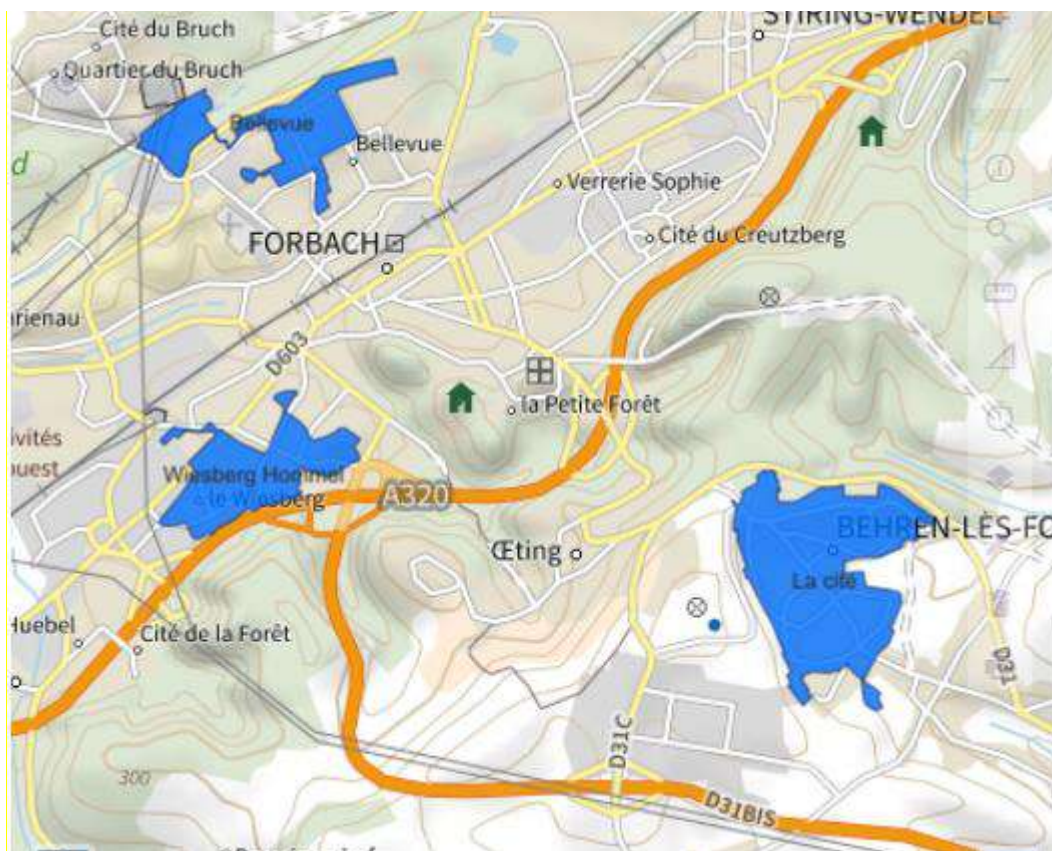 STIRING-WENDEL
Cité du Bruch
Quartier du Bruch
Bellevue
Bellevue
d
Verrerie Sophie
Cité du Creutzberg
FORBACH
rienau
D603
la Petite Forêt
ivités
uest
Wiesberg Hommel
le Wiesberg
A320
BEHREN-LÈS-FO
Œting
La cité
Huebel
Cité de la Forêt
D31
D31C
300
D31BIS